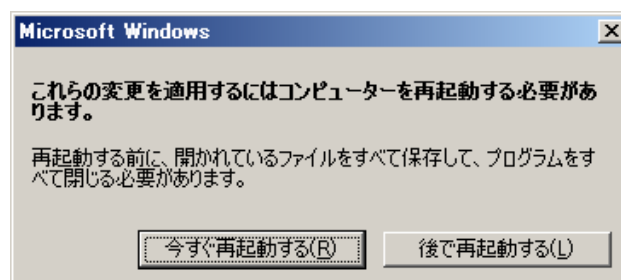 Microsoft Windows
これらの変更を適用するにはコンピューターを再起動する必要があ
ります。
再起動する前に、開かれているファイルをすべて保存して、プログラムをす
べて閉じる必要があります。
今すぐ再起動する(R)
後で再起動する(L)